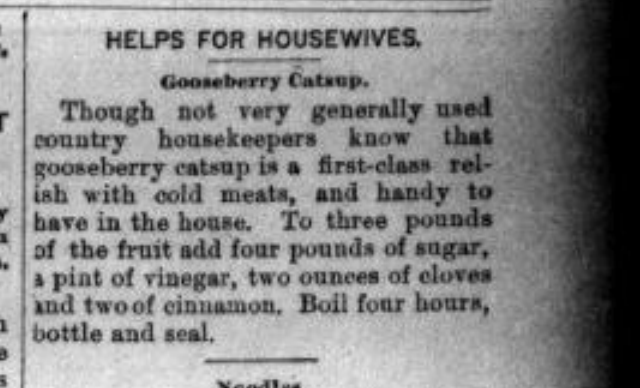 HELPS FOR HOUSEWIVES.
Gooseberry Catsup.
Though not very generally used
country housekeepers know that
gooseberry catsup is a first-class rel-
ish with cold meats, and handy to
have in the house. To three pounds
of the fruit add four pounds of sugar,
a pint of vinegar, two ounces of cloves
and two of cinnamon. Boil four hours,
bottle and seal.